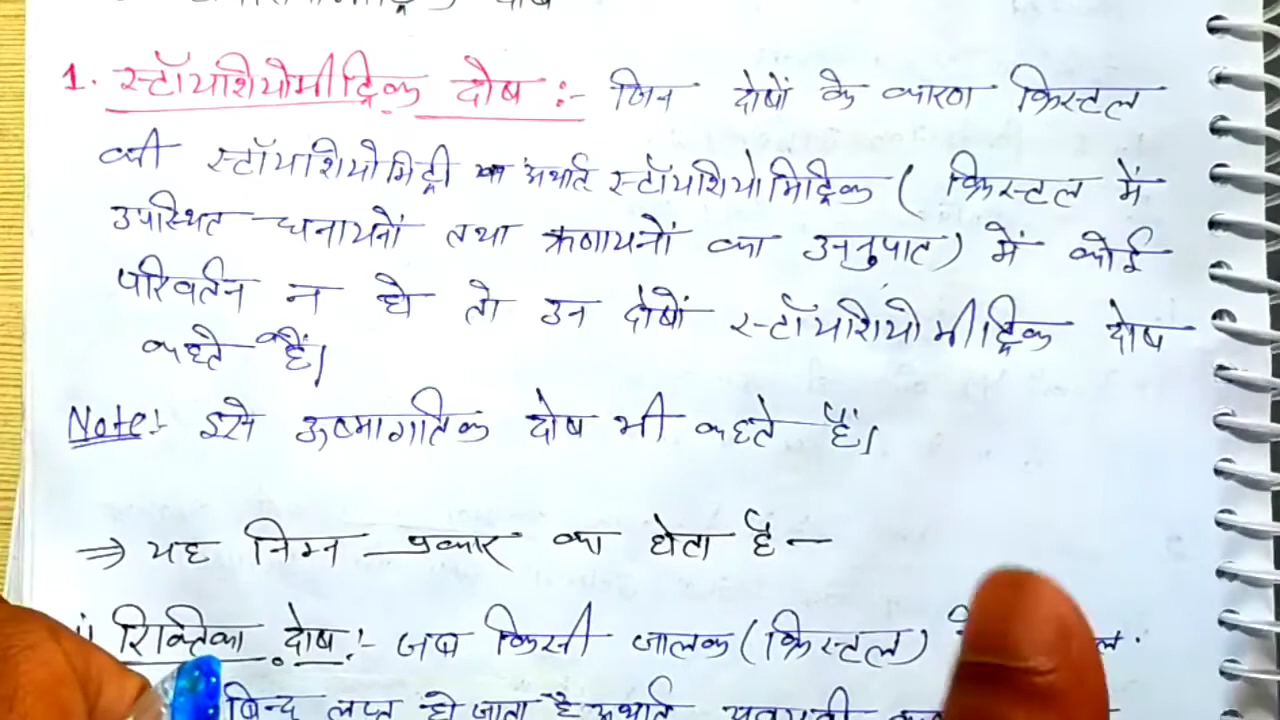 1. स्टॉयशियोमीट्रिक दोष :- जिन दोषों के कारण क्रिस्टल
की स्टॉयशियोमिट्री अर्थात स्टॉयशियोमिट्रिक ( क्रिस्टल में
उपस्थित धनायनों तथा ऋणायनों का अनुपात) में कोई
परिवर्तन न हो तो उन दोषों स्टॉयशियोमीट्रिक दोष
कहते हैं।
Note:- इसे ऊष्मागतिक दोष भी कहते हैं।
⇒ यह निम्न प्रकार का होता है -
रिक्तिका दोष :- जब किसी जालक (क्रिस्टल)
बिन्दु लुप्त हो जाता है अर्थात